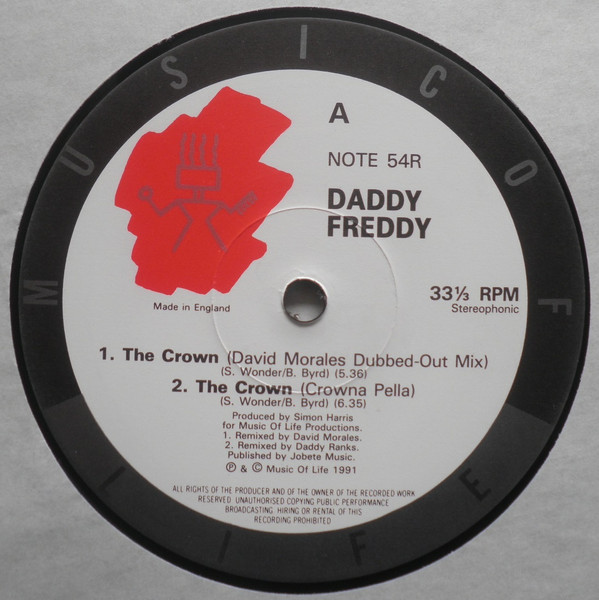 MUSIC OF LIFE
A
NOTE 54R
DADDY
FREDDY
Made in England
33⅓ RPM
Stereophonic
1. The Crown (David Morales Dubbed-Out Mix)
(S. Wonder/B. Byrd) (5.36)
2. The Crown (Crowna Pella)
(S. Wonder/B. Byrd) (6.35)
Produced by Simon Harris
for Music Of Life Productions.
1. Remixed by David Morales.
2. Remixed by Daddy Ranks.
Published by Jobete Music.
℗ & © Music Of Life 1991
ALL RIGHTS OF THE PRODUCER AND OF THE OWNER OF THE RECORDED WORK
RESERVED. UNAUTHORISED COPYING PUBLIC PERFORMANCE
BROADCASTING. HIRING OR RENTAL OF THIS
RECORDING PROHIBITED